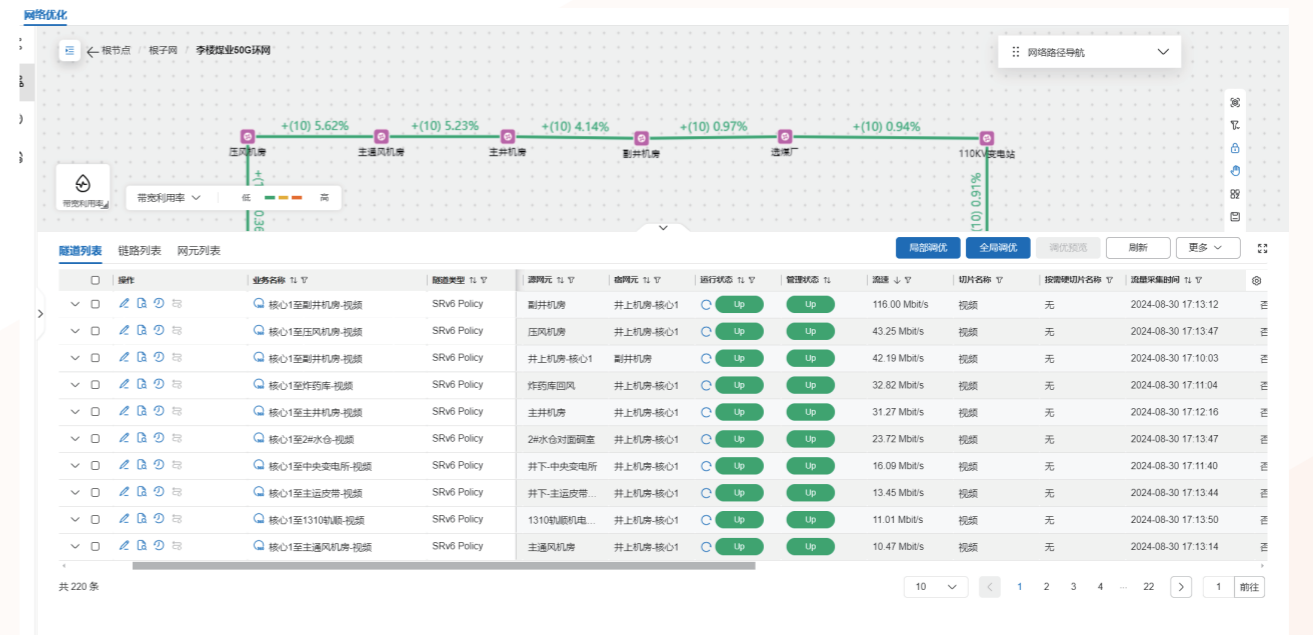 网络优化
根节点 / 根子网 / 李楼煤业50G环网
网络路径导航
+(10) 5.62%
+(10) 5.23%
+(10) 4.14%
+(10) 0.97%
+(10) 0.94%
压风机房
主通风机房
主井机房
副井机房
选煤厂
110KV变电站
(10) 0.91%
带宽利用率
带宽利用率
低
高
隧道列表 链路列表 网元列表
局部调优 全局调优 调优预览 刷新 更多
操作 业务名称 隧道类型 源网元 宿网元 运行状态 管理状态 流速 切片名称 按需硬切片名称 流量采集时间
核心1至副井机房-视频 SRv6 Policy 副井机房 井上机房-核心1 Up Up 116.00 Mbit/s 视频 无 2024-08-30 17:13:12 否
核心1至压风机房-视频 SRv6 Policy 压风机房 井上机房-核心1 Up Up 43.25 Mbit/s 视频 无 2024-08-30 17:13:47 否
核心1至副井机房-视频 SRv6 Policy 井上机房-核心1 副井机房 Up Up 42.19 Mbit/s 视频 无 2024-08-30 17:10:03 否
核心1至炸药库-视频 SRv6 Policy 炸药库回风 井上机房-核心1 Up Up 32.82 Mbit/s 视频 无 2024-08-30 17:11:04 否
核心1至主井机房-视频 SRv6 Policy 主井机房 井上机房-核心1 Up Up 31.27 Mbit/s 视频 无 2024-08-30 17:12:16 否
核心1至2#水仓-视频 SRv6 Policy 2#水仓对面硐室 井上机房-核心1 Up Up 23.72 Mbit/s 视频 无 2024-08-30 17:13:47 否
核心1至中央变电所-视频 SRv6 Policy 井下-中央变电所 井上机房-核心1 Up Up 16.09 Mbit/s 视频 无 2024-08-30 17:11:40 否
核心1至主运皮带-视频 SRv6 Policy 井下-主运皮带... 井上机房-核心1 Up Up 13.45 Mbit/s 视频 无 2024-08-30 17:13:44 否
核心1至1310轨顺-视频 SRv6 Policy 1310轨顺机电... 井上机房-核心1 Up Up 11.01 Mbit/s 视频 无 2024-08-30 17:13:50 否
核心1至主通风机房-视频 SRv6 Policy 主通风机房 井上机房-核心1 Up Up 10.47 Mbit/s 视频 无 2024-08-30 17:13:14 否
共 220 条
10 1 2 3 4 ... 22 1 前往